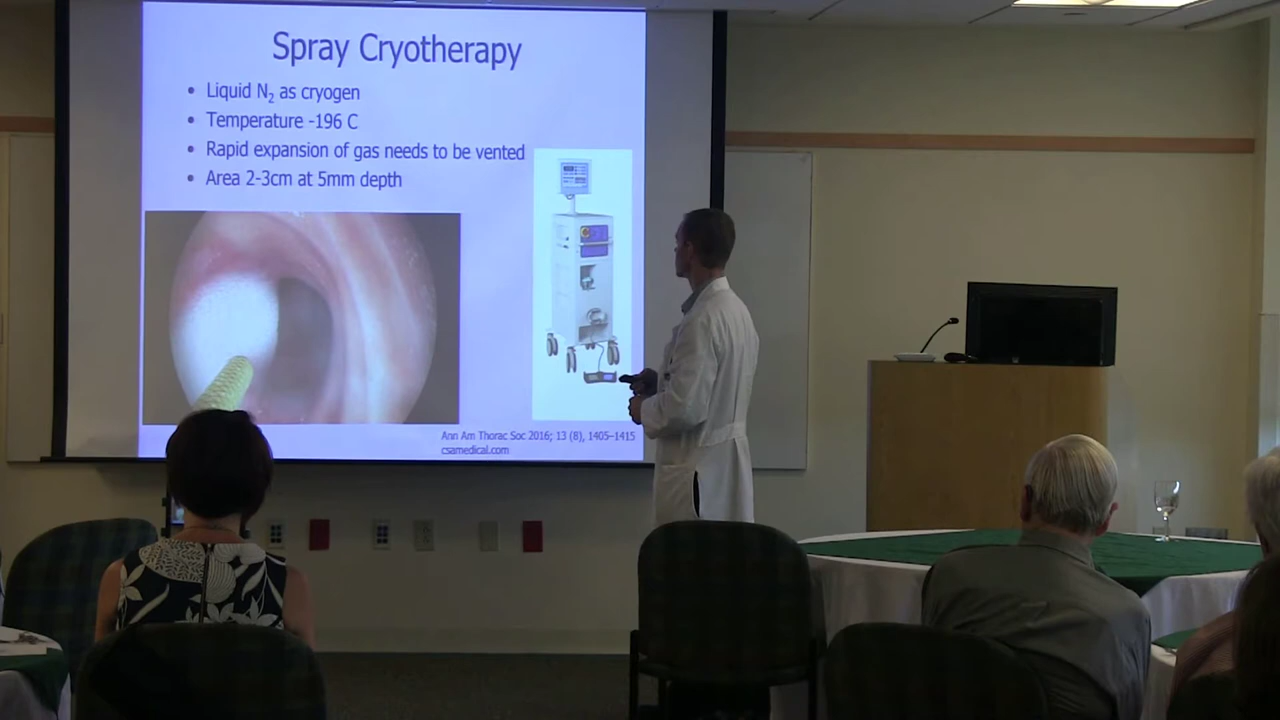 Spray Cryotherapy
• Liquid N₂ as cryogen
• Temperature -196 C
• Rapid expansion of gas needs to be vented
• Area 2-3cm at 5mm depth
Ann Am Thorac Soc 2016; 13 (8), 1405–1415
csamedical.com